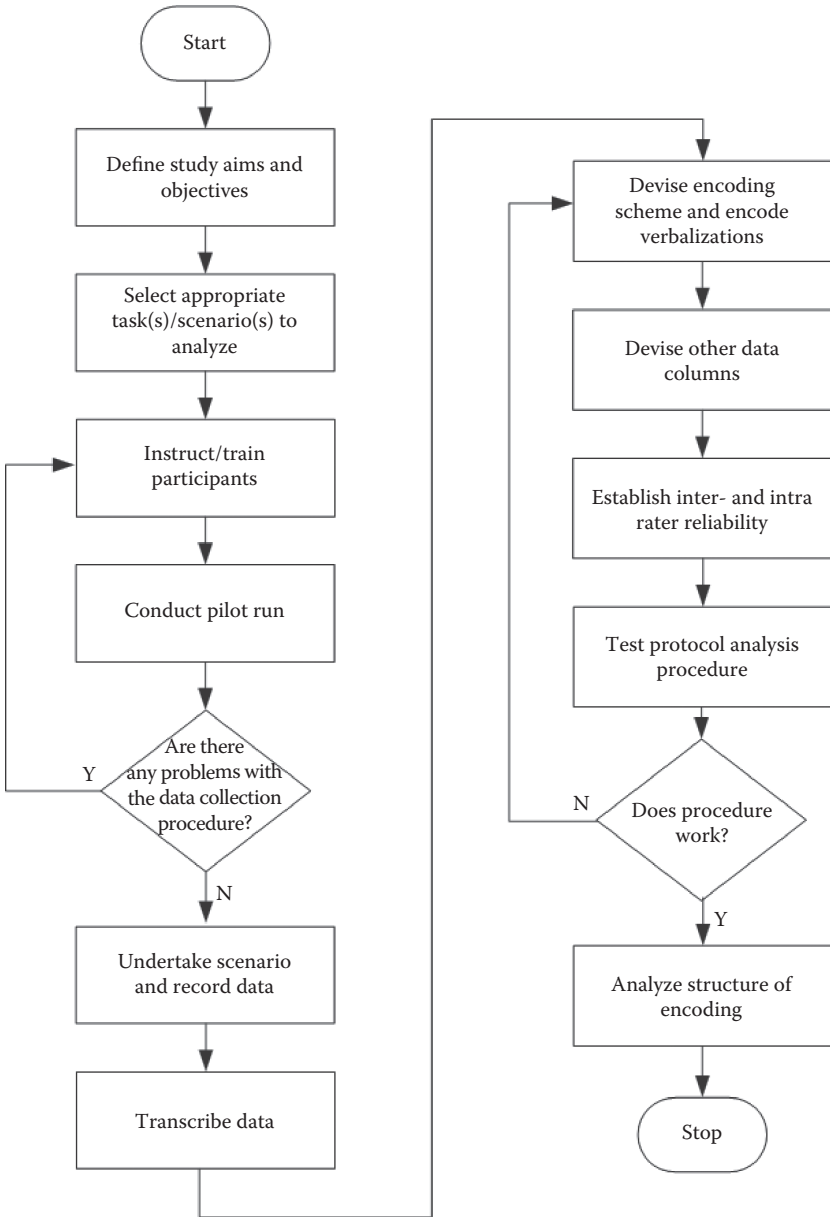 Start
Define study aims and
objectives
Select appropriate
task(s)/scenario(s) to
analyze
Instruct/train
participants
Conduct pilot run
Are there
any problems with
the data collection
procedure?
Y
N
Undertake scenario
and record data
Transcribe data
Devise encoding
scheme and encode
verbalizations
Devise other data
columns
Establish inter- and intra
rater reliability
Test protocol analysis
procedure
Does procedure
work?
N
Y
Analyze structure of
encoding
Stop